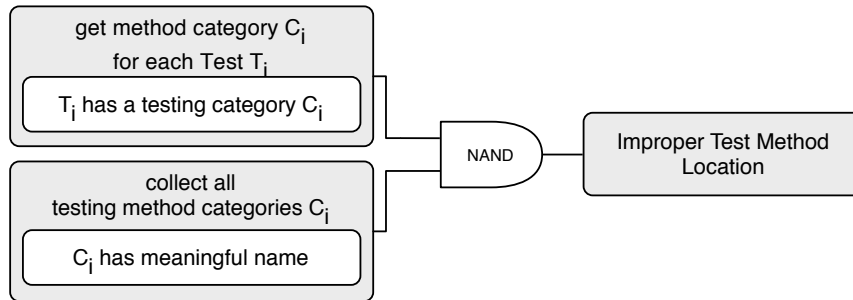 get method category Ci
for each Test Ti
Ti has a testing category Ci
collect all
testing method categories Ci
Ci has meaningful name
NAND
Improper Test Method
Location